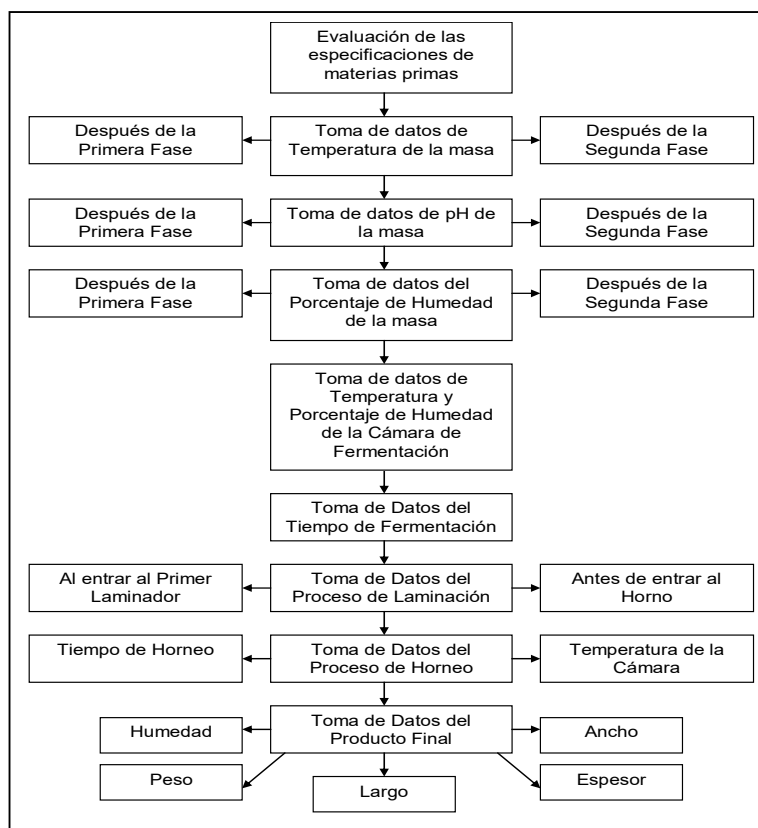 Evaluación de las
especificaciones de
materias primas
Después de la
Primera Fase
Toma de datos de
Temperatura de la masa
Después de la
Segunda Fase
Después de la
Primera Fase
Toma de datos de pH de
la masa
Después de la
Segunda Fase
Después de la
Primera Fase
Toma de datos del
Porcentaje de Humedad
de la masa
Después de la
Segunda Fase
Toma de datos de
Temperatura y
Porcentaje de Humedad
de la Cámara de
Fermentación
Toma de Datos del
Tiempo de Fermentación
Al entrar al Primer
Laminador
Toma de Datos del
Proceso de Laminación
Antes de entrar al
Horno
Tiempo de Horneo
Toma de Datos del
Proceso de Horneo
Temperatura de la
Cámara
Humedad
Toma de Datos del
Producto Final
Ancho
Peso
Largo
Espesor